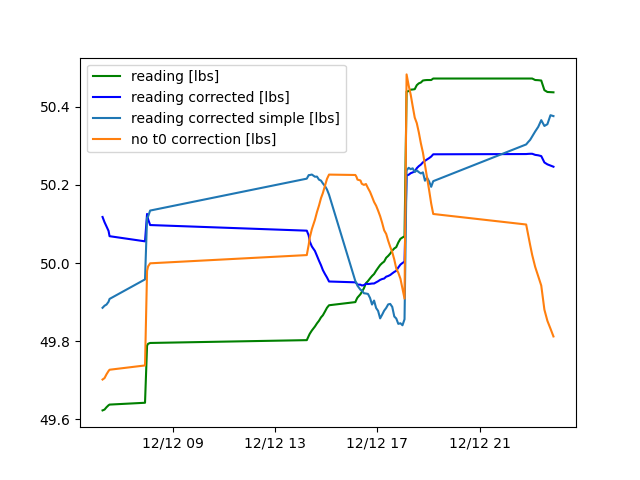 reading [lbs]
reading corrected [lbs]
reading corrected simple [lbs]
no t0 correction [lbs]
50.4
50.2
50.0
49.8
49.6
12/12 09
12/12 13
12/12 17
12/12 21